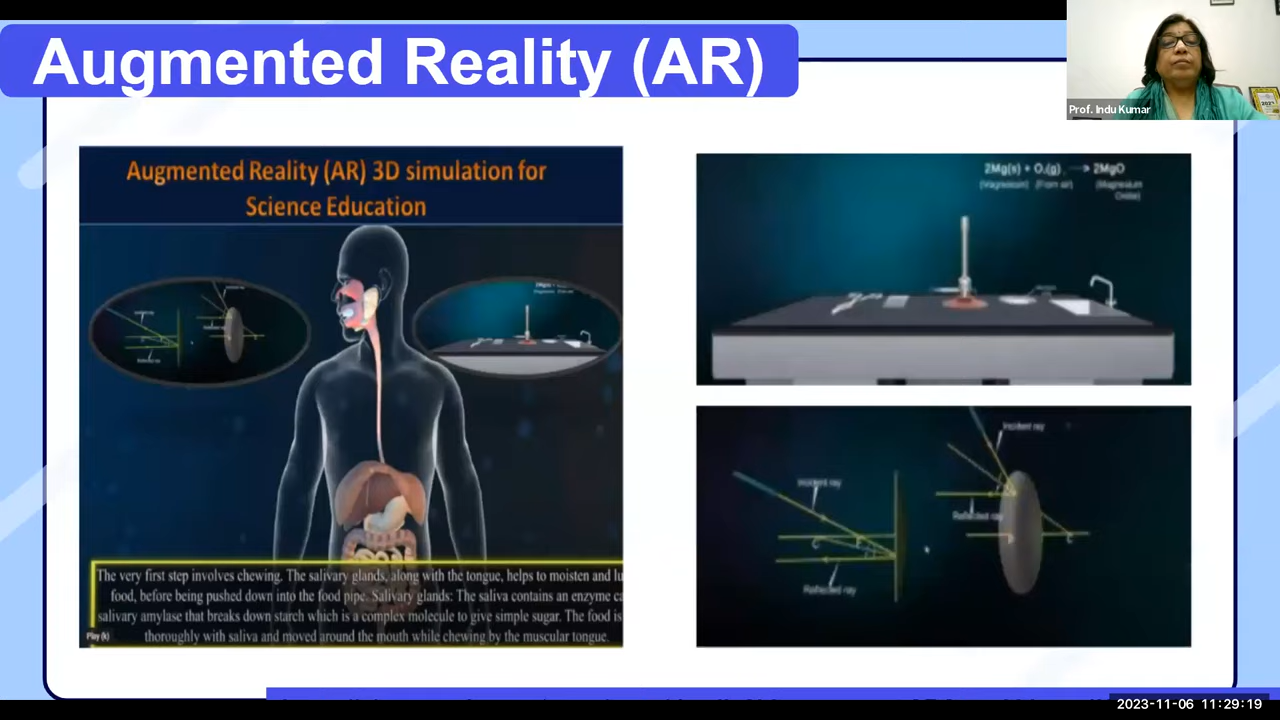 Augmented Reality (AR)
Prof. Indu Kumar
Augmented Reality (AR) 3D simulation for
Science Education
The very first step involves chewing. The salivary glands, along with the tongue, helps to moisten and lu
food, before being pushed down into the food pipe. Salivary glands: The saliva contains an enzyme ca
salivary amylase that breaks down starch which is a complex molecule to give simple sugar. The food is
thoroughly with saliva and moved around the mouth while chewing by the muscular tongue.
Play (k)
2Mg(s) + O₂(g) → 2MgO
(Magnesium) (From air) (Magnesium
Oxide)
Incident ray
Reflected ray
Incident ray
Reflected ray
2023-11-06 11:29:19